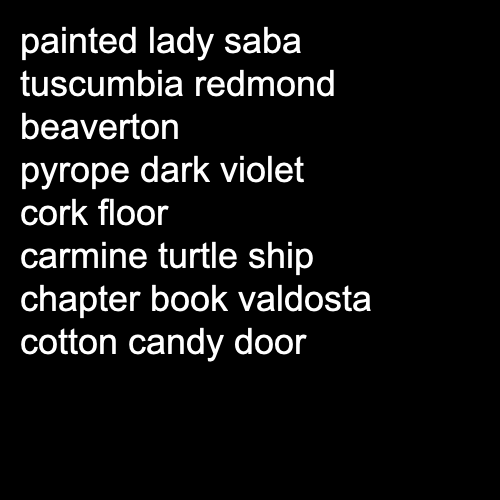 painted lady saba
tuscumbia redmond
beaverton
pyrope dark violet
cork floor
carmine turtle ship
chapter book valdosta
cotton candy door